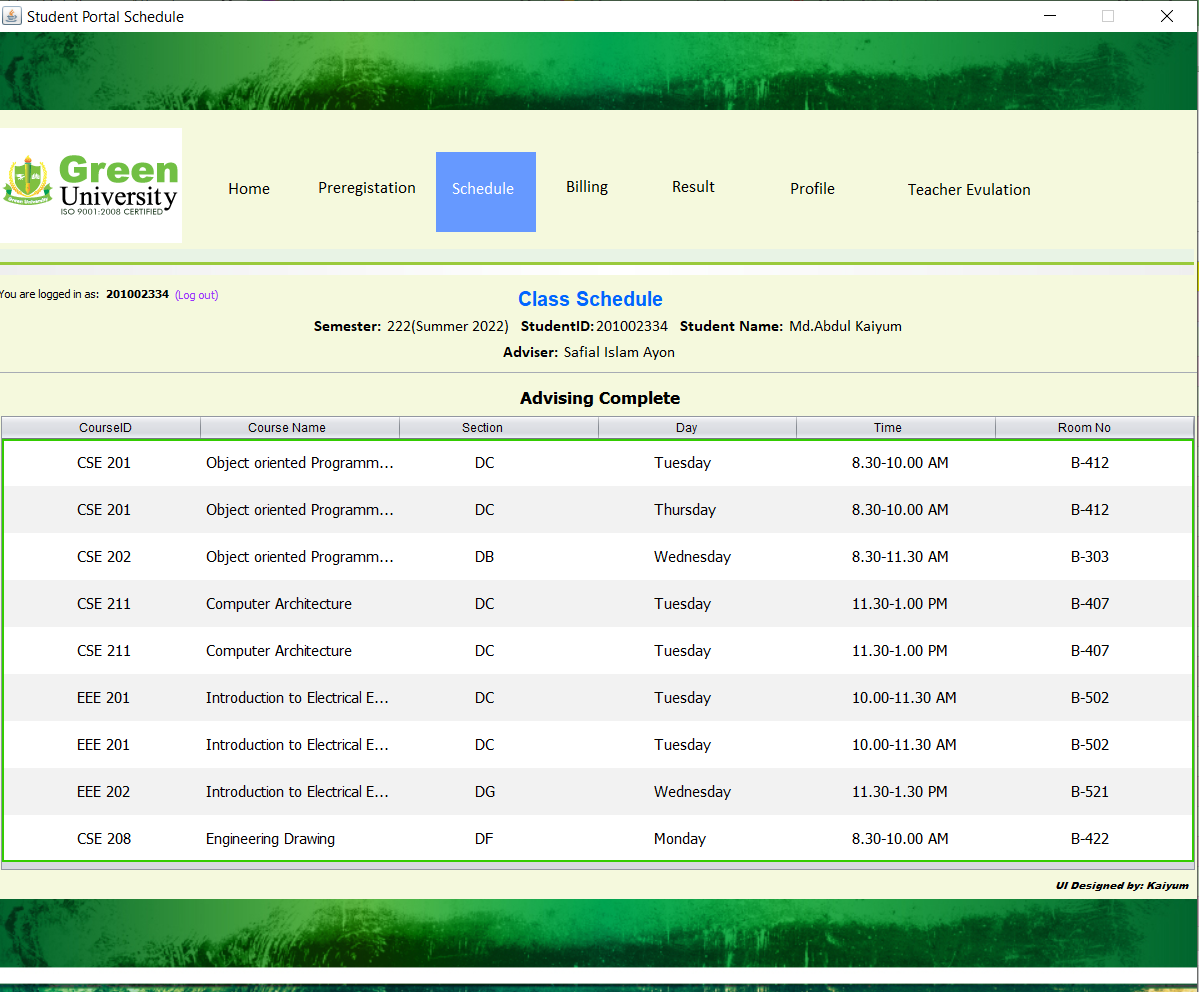 Student Portal Schedule
Green
University
ISO 9001:2008 CERTIFIED
Green University
Home Preregistation Schedule Billing Result Profile Teacher Evulation
You are logged in as: 201002334 (Log out)
Class Schedule
Semester: 222(Summer 2022) StudentID: 201002334 Student Name: Md.Abdul Kaiyum
Adviser: Safial Islam Ayon
Advising Complete
CourseID Course Name Section Day Time Room No
CSE 201 Object oriented Programm... DC Tuesday 8.30-10.00 AM B-412
CSE 201 Object oriented Programm... DC Thursday 8.30-10.00 AM B-412
CSE 202 Object oriented Programm... DB Wednesday 8.30-11.30 AM B-303
CSE 211 Computer Architecture DC Tuesday 11.30-1.00 PM B-407
CSE 211 Computer Architecture DC Tuesday 11.30-1.00 PM B-407
EEE 201 Introduction to Electrical E... DC Tuesday 10.00-11.30 AM B-502
EEE 201 Introduction to Electrical E... DC Tuesday 10.00-11.30 AM B-502
EEE 202 Introduction to Electrical E... DG Wednesday 11.30-1.30 PM B-521
CSE 208 Engineering Drawing DF Monday 8.30-10.00 AM B-422
UI Designed by: Kaiyum